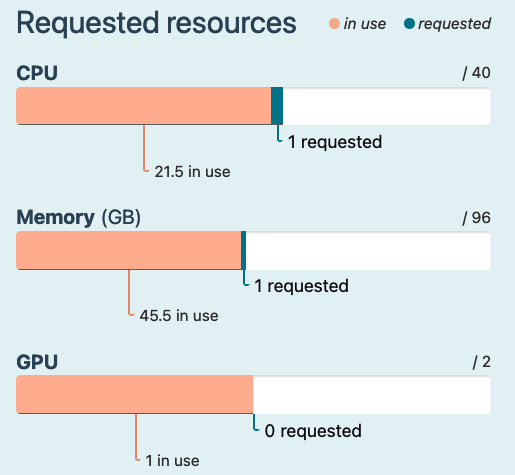 Requested resources
in use
requested
CPU
/ 40
1 requested
21.5 in use
Memory (GB)
/ 96
1 requested
45.5 in use
GPU
/ 2
0 requested
1 in use